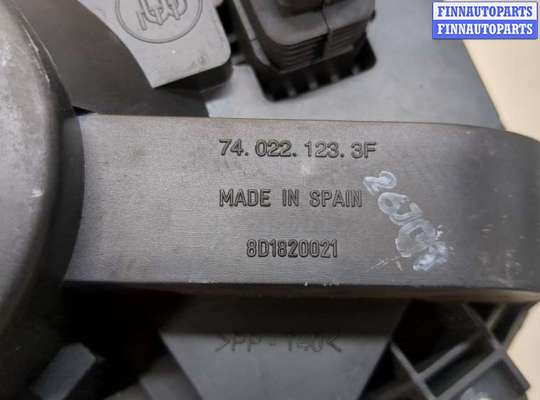 FINNAUTOPARTS
FINNAUTOPARTS
74. 022. 123. 3F
MADE IN SPAIN
8D1820021